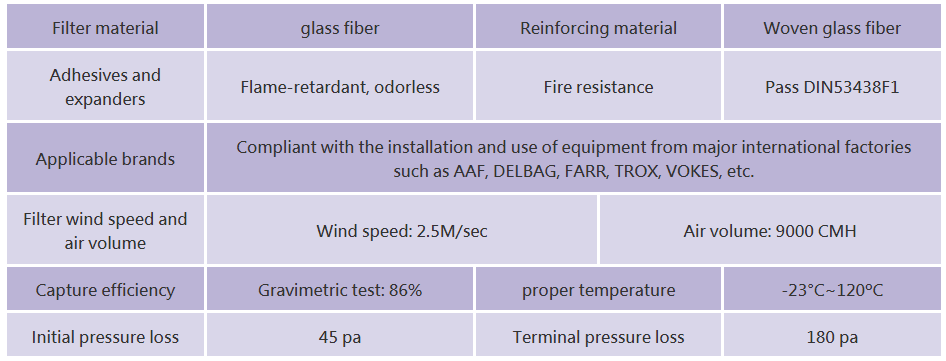 Filter material glass fiber Reinforcing material Woven glass fiber
Adhesives and
expanders
Flame-retardant, odorless Fire resistance Pass DIN53438F1
Applicable brands
Compliant with the installation and use of equipment from major international factories
such as AAF, DELBAG, FARR, TROX, VOKES, etc.
Filter wind speed and
air volume
Wind speed: 2.5M/sec Air volume: 9000 CMH
Capture efficiency Gravimetric test: 86% proper temperature -23°C~120ºC
Initial pressure loss 45 pa Terminal pressure loss 180 pa